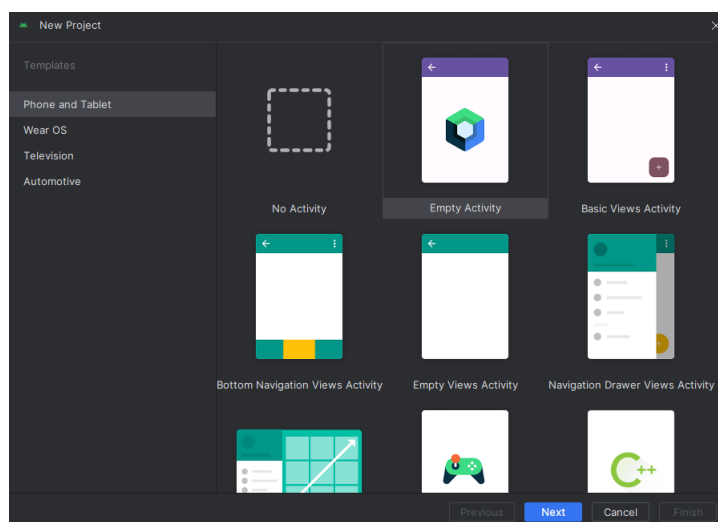 New Project
Templates
Phone and Tablet
Wear OS
Television
Automotive
No Activity
Empty Activity
Basic Views Activity
Bottom Navigation Views Activity
Empty Views Activity
Navigation Drawer Views Activity
C++
Previous
Next
Cancel
Finish